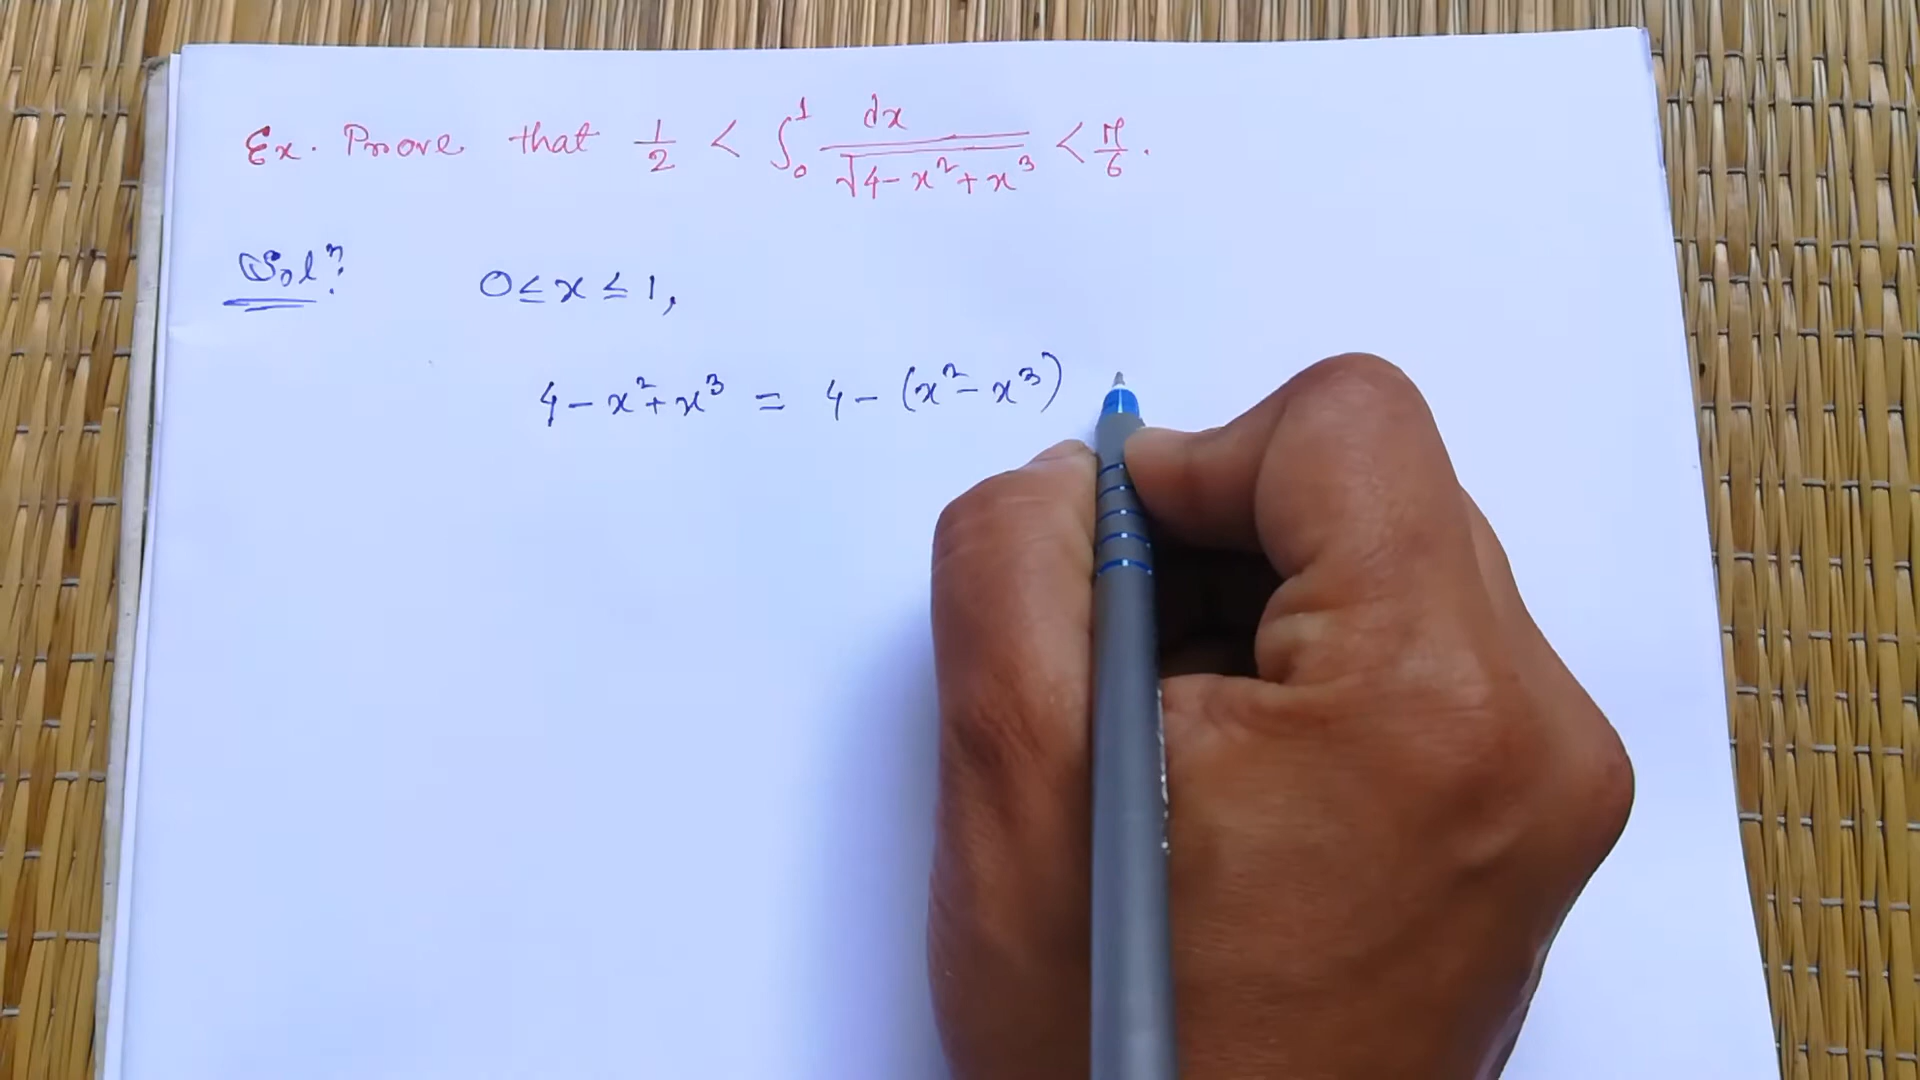 Ex. Prove that 1/2 < ∫₀¹ dx/√(4-x²+x³) < π/6.
Solⁿ: 0≤x≤1,
4-x²+x³ = 4-(x²-x³)